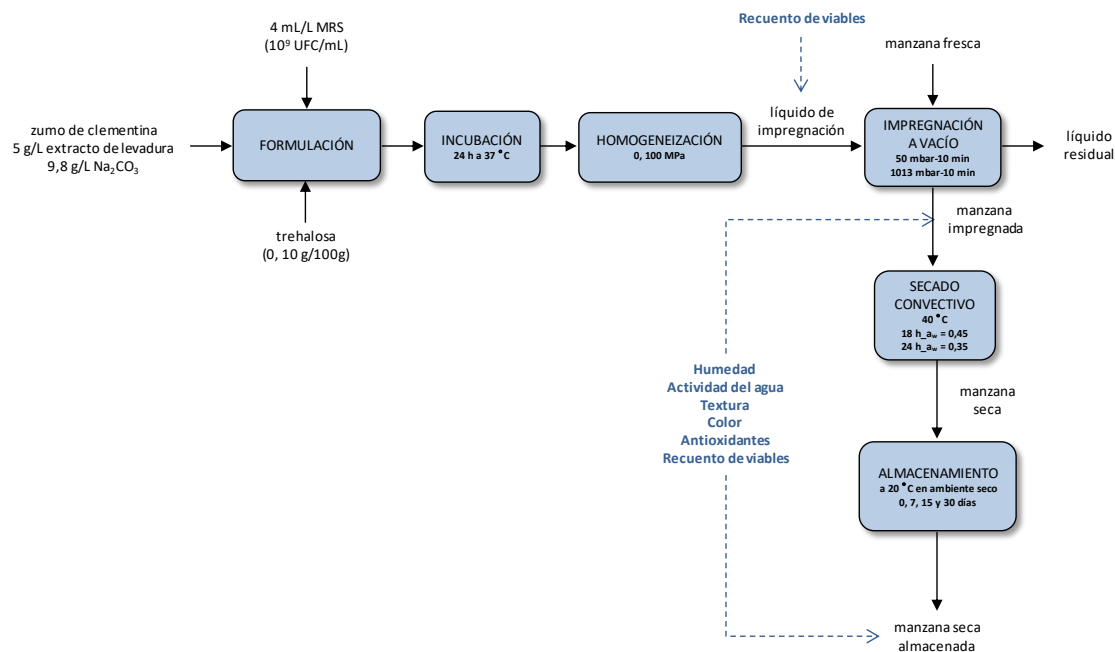 4 mL/L MRS
(10⁹ UFC/mL)
Recuento de viables
manzana fresca
zumo de clementina
5 g/L extracto de levadura
9,8 g/L Na₂CO₃
FORMULACIÓN
INCUBACIÓN
24 h a 37 °C
HOMOGENEIZACIÓN
0, 100 MPa
líquido de
impregnación
IMPREGNACIÓN
A VACÍO
50 mbar-10 min
1013 mbar-10 min
líquido
residual
trehalosa
(0, 10 g/100g)
manzana
impregnada
SECADO
CONVECTIVO
40 °C
18 h_a_w = 0,45
24 h_a_w = 0,35
Humedad
Actividad del agua
Textura
Color
Antioxidantes
Recuento de viables
manzana
seca
ALMACENAMIENTO
a 20 °C en ambiente seco
0, 7, 15 y 30 días
manzana seca
almacenada